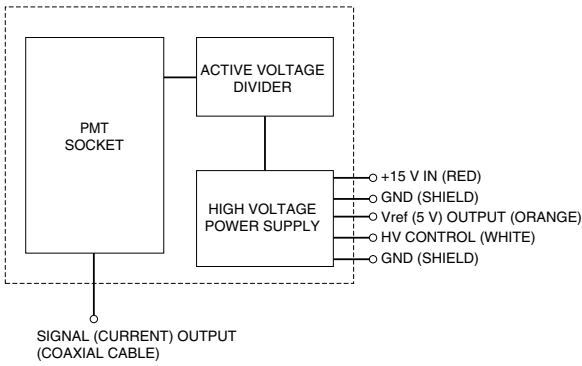 ACTIVE VOLTAGE
DIVIDER
PMT
SOCKET
HIGH VOLTAGE
POWER SUPPLY
+15 V IN (RED)
GND (SHIELD)
Vref (5 V) OUTPUT (ORANGE)
HV CONTROL (WHITE)
GND (SHIELD)
SIGNAL (CURRENT) OUTPUT
(COAXIAL CABLE)